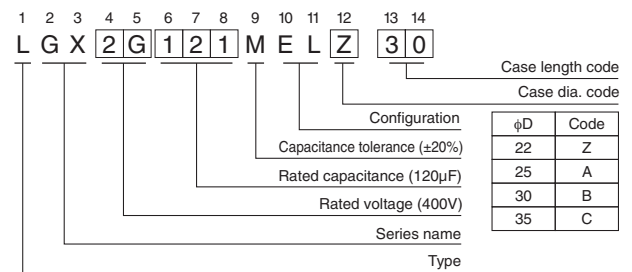 1 2 3 4 5 6 7 8 9 10 11 12 13 14
L G X 2 G 1 2 1 M E L Z 3 0
Case length code
Case dia. code
Configuration
Capacitance tolerance (±20%)
Rated capacitance (120µF)
Rated voltage (400V)
Series name
Type
φD Code
22 Z
25 A
30 B
35 C